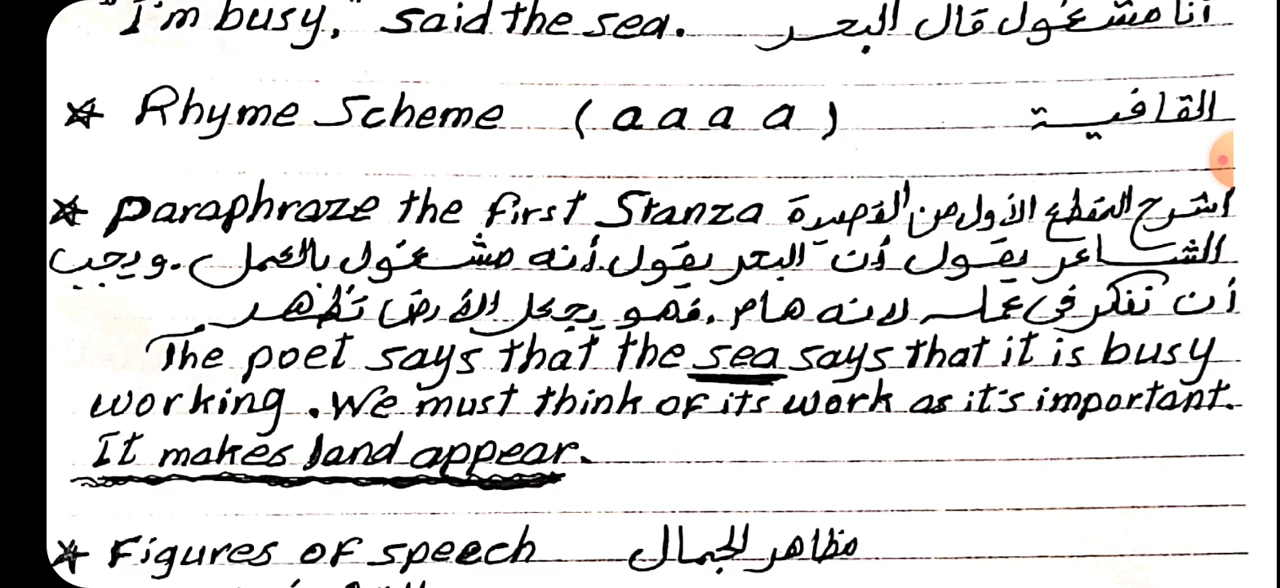 "I'm busy," said the sea. أنا مشغول قال البحر
* Rhyme Scheme (a a a a) القافية
* Paraphraze the first Stanza اشرح المقطع الأول من القصيدة
الشاعر يقول أن البحر يقول أنه مشغول بالعمل. ويجب
أن نفكر في عمله لانه هام. فهو يجعل الأرض تظهر.
The poet says that the sea says that it is busy
working. We must think of its work as it's important.
It makes land appear.
* Figures of speech مظاهر الجمال